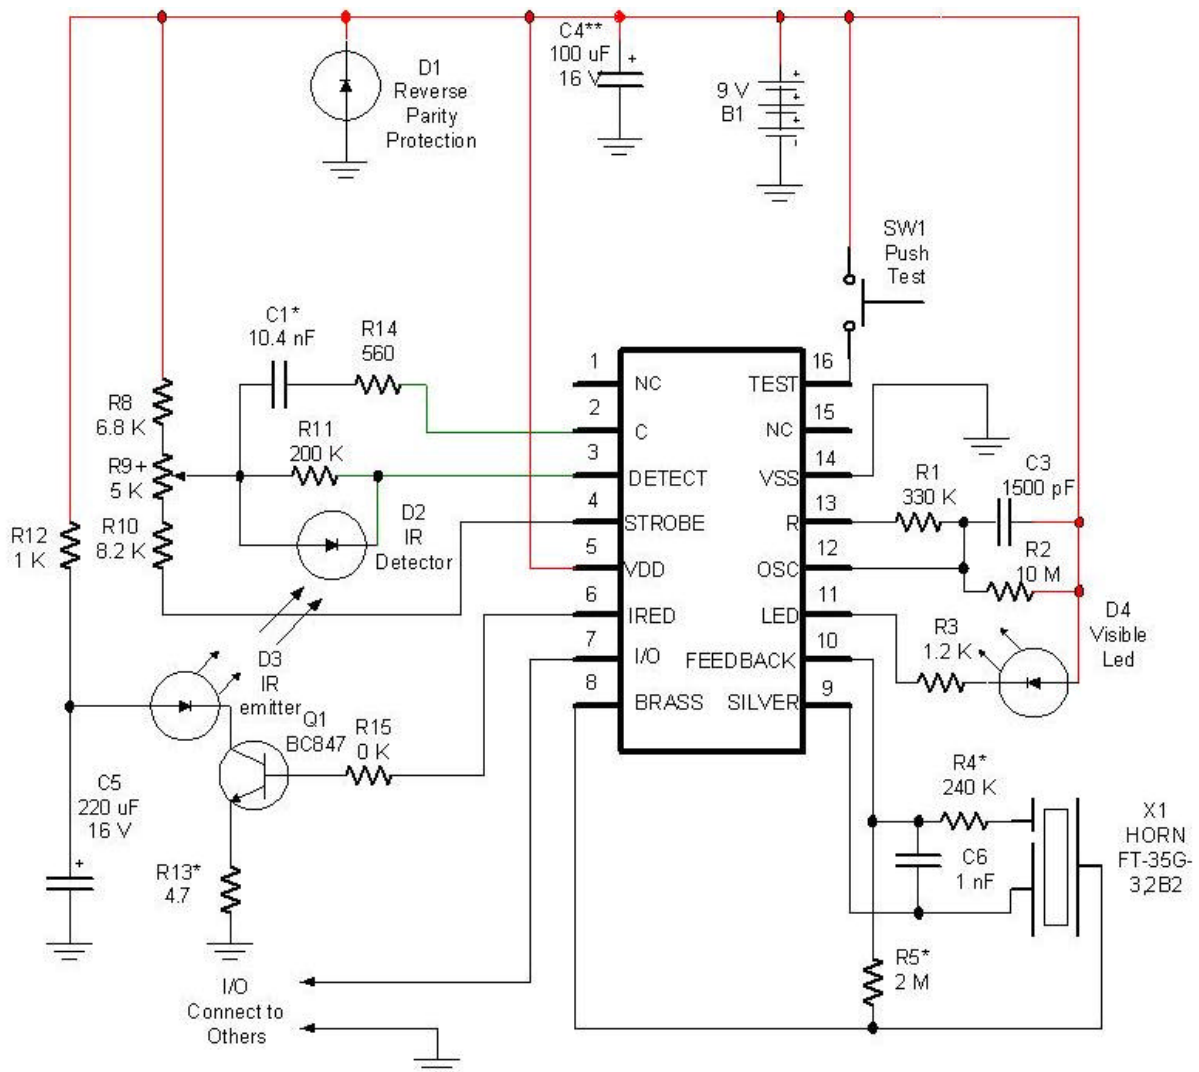 D1
Reverse
Parity
Protection
C4**
100 uF
16 V
+
9 V
B1
+
+
+
-
SW1
Push
Test
C1*
10.4 nF
R14
560
R8
6.8 K
R9+
5 K
R10
8.2 K
R11
200 K
R12
1 K
D2
IR
Detector
D3
IR
emitter
Q1
BC847
R15
0 K
C5
220 uF
16 V
+
R13*
4.7
I/O
Connect to
Others
1
NC
2
C
3
DETECT
4
STROBE
5
VDD
6
IRED
7
I/O
8
BRASS
16
TEST
15
NC
14
VSS
13
R
12
OSC
11
LED
10
FEEDBACK
9
SILVER
R1
330 K
C3
1500 pF
R2
10 M
R3
1.2 K
D4
Visible
Led
R4*
240 K
C6
1 nF
R5*
2 M
X1
HORN
FT-35G-
3,2B2